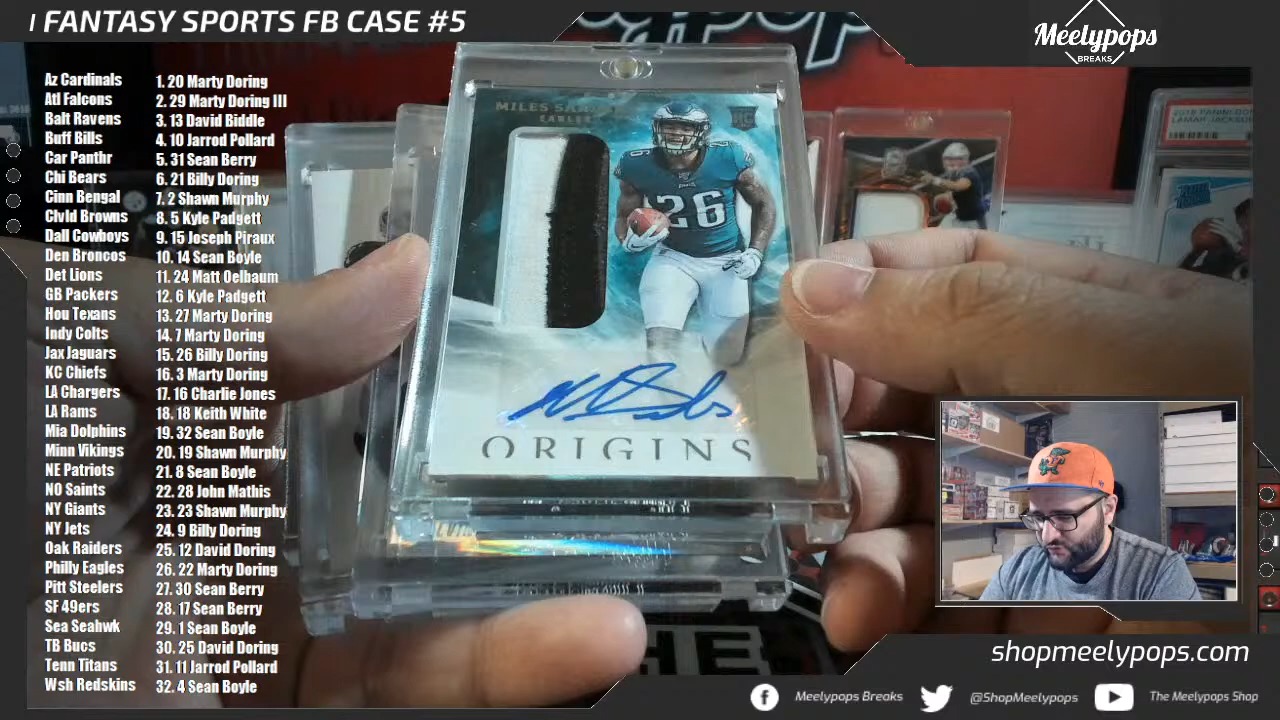 FANTASY SPORTS FB CASE #5
Meelypops
BREAKS
Az Cardinals 1. 20 Marty Doring
Atl Falcons 2. 29 Marty Doring III
Balt Ravens 3. 13 David Biddle
Buff Bills 4. 10 Jarrod Pollard
Car Panthr 5. 31 Sean Berry
Chi Bears 6. 21 Billy Doring
Cinn Bengal 7. 2 Shawn Murphy
Clvld Browns 8. 5 Kyle Padgett
Dall Cowboys 9. 15 Joseph Piraux
Den Broncos 10. 14 Sean Boyle
Det Lions 11. 24 Matt Oelbaum
GB Packers 12. 6 Kyle Padgett
Hou Texans 13. 27 Marty Doring
Indy Colts 14. 7 Marty Doring
Jax Jaguars 15. 26 Billy Doring
KC Chiefs 16. 3 Marty Doring
LA Chargers 17. 16 Charlie Jones
LA Rams 18. 18 Keith White
Mia Dolphins 19. 32 Sean Boyle
Minn Vikings 20. 19 Shawn Murphy
NE Patriots 21. 8 Sean Boyle
NO Saints 22. 28 John Mathis
NY Giants 23. 23 Shawn Murphy
NY Jets 24. 9 Billy Doring
Oak Raiders 25. 12 David Doring
Philly Eagles 26. 22 Marty Doring
Pitt Steelers 27. 30 Sean Berry
SF 49ers 28. 17 Sean Berry
Sea Seahwk 29. 1 Sean Boyle
TB Bucs 30. 25 David Doring
Tenn Titans 31. 11 Jarrod Pollard
Wsh Redskins 32. 4 Sean Boyle
MILES
RC
26
26
ORIGINS
LAMAR JACKSON
shopmeelypops.com
Meelypops Breaks
@ShopMeelypops
The Meelypops Shop